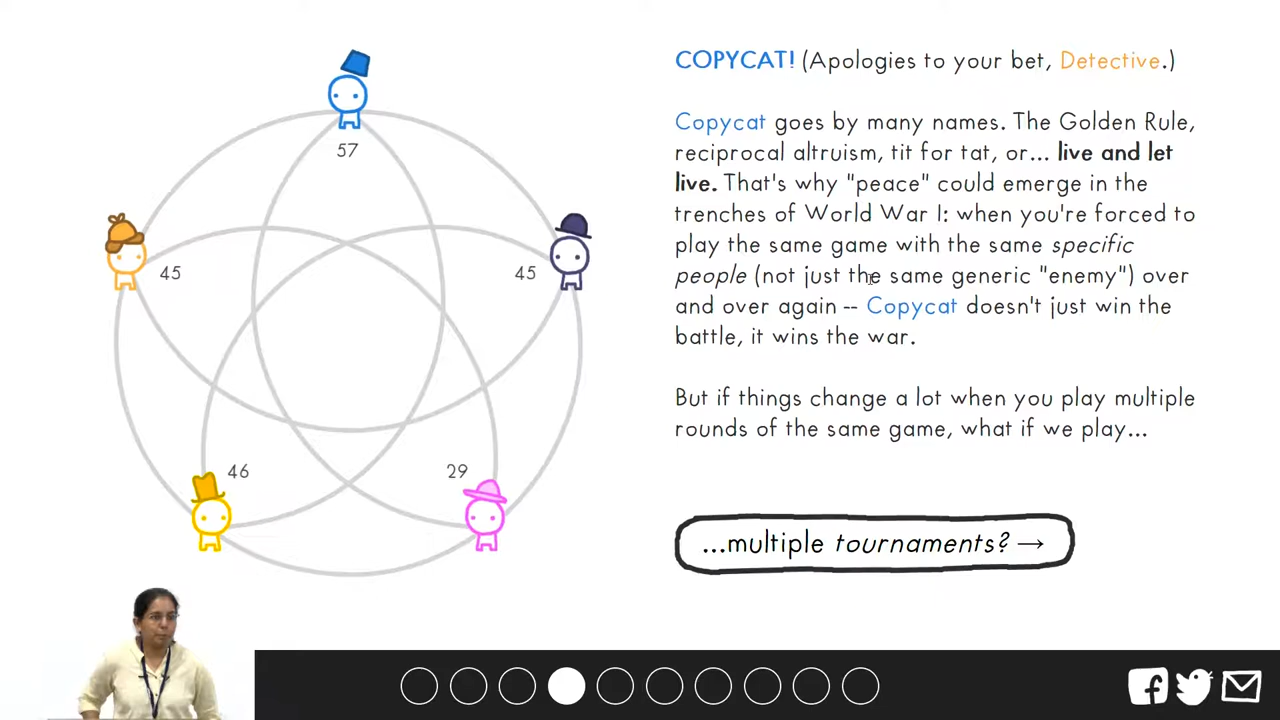 COPYCAT! (Apologies to your bet, Detective.)
Copycat goes by many names. The Golden Rule,
reciprocal altruism, tit for tat, or... live and let
live. That's why "peace" could emerge in the
trenches of World War I: when you're forced to
play the same game with the same specific
people (not just the same generic "enemy") over
and over again -- Copycat doesn't just win the
battle, it wins the war.
But if things change a lot when you play multiple
rounds of the same game, what if we play...
...multiple tournaments? →
57
45
45
46
29